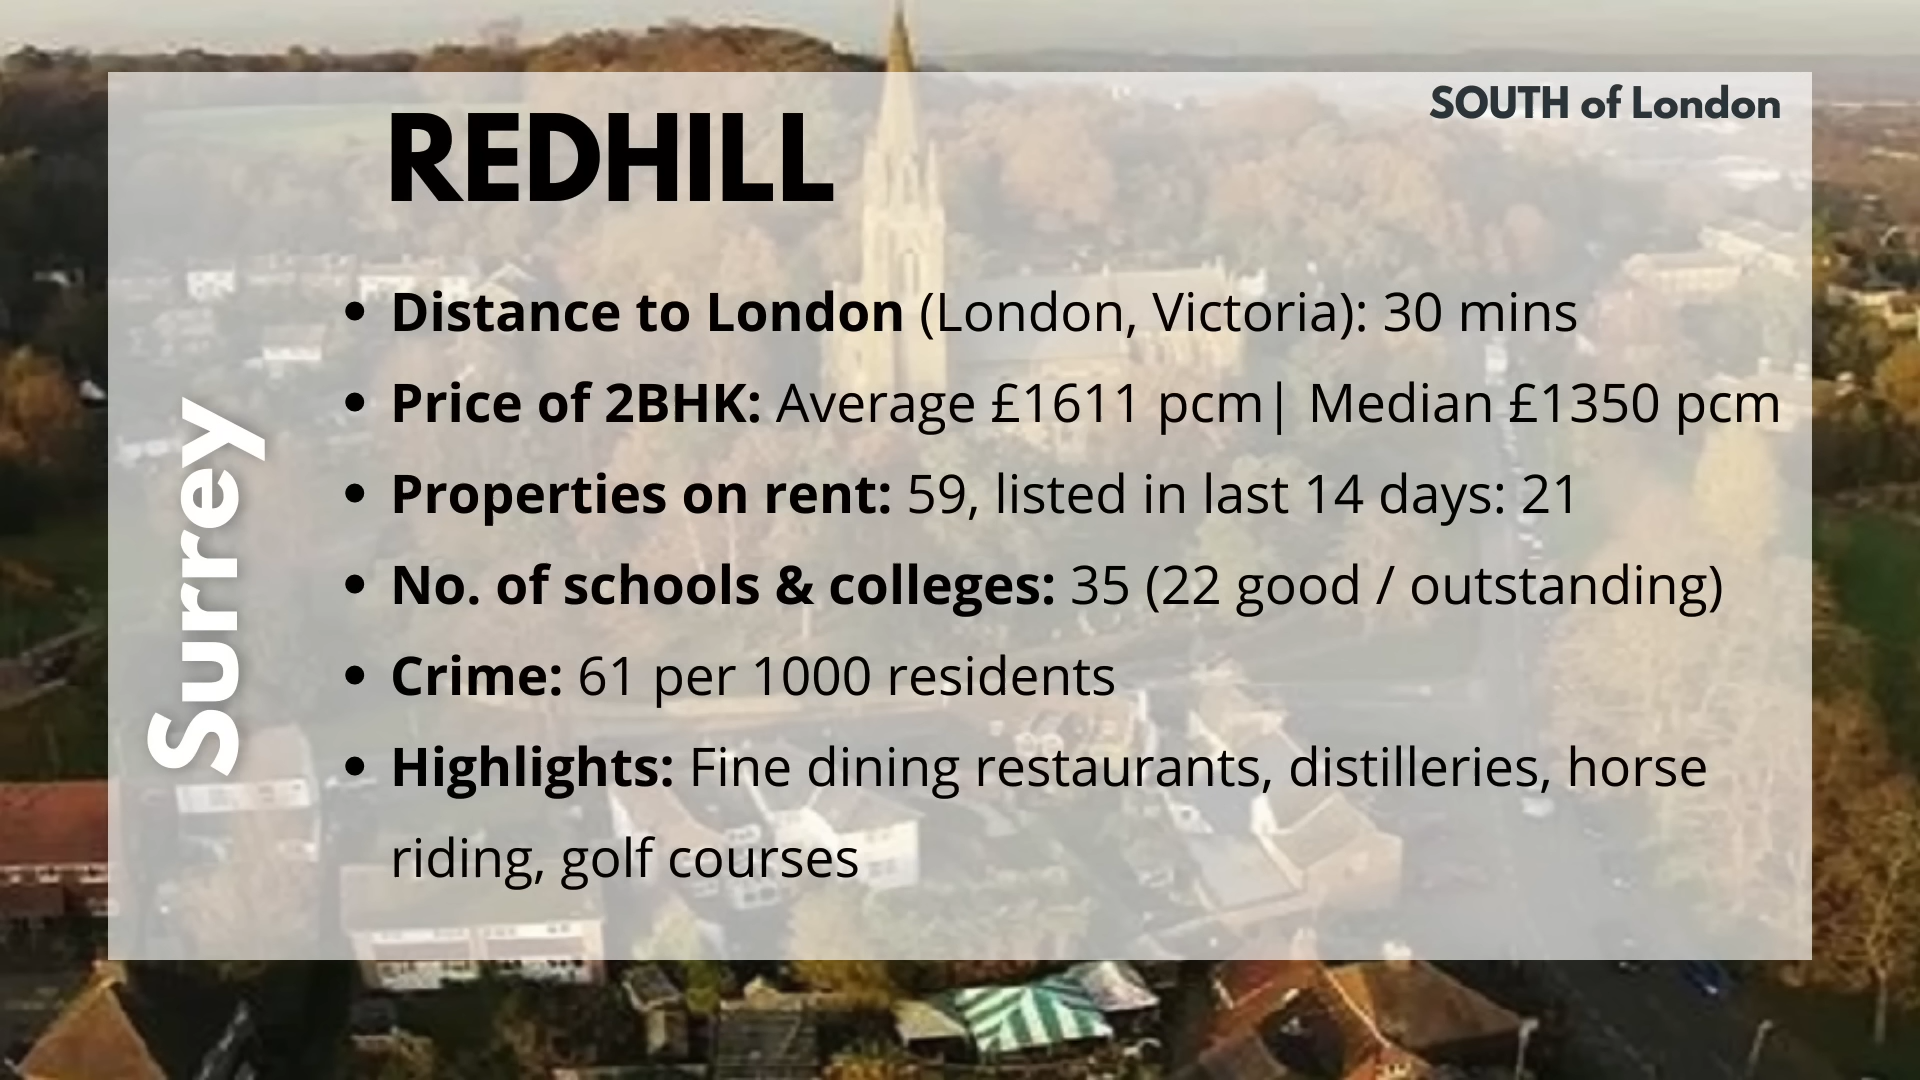 SOUTH of London
REDHILL
Surrey
• Distance to London (London, Victoria): 30 mins
• Price of 2BHK: Average £1611 pcm| Median £1350 pcm
• Properties on rent: 59, listed in last 14 days: 21
• No. of schools & colleges: 35 (22 good / outstanding)
• Crime: 61 per 1000 residents
• Highlights: Fine dining restaurants, distilleries, horse
riding, golf courses